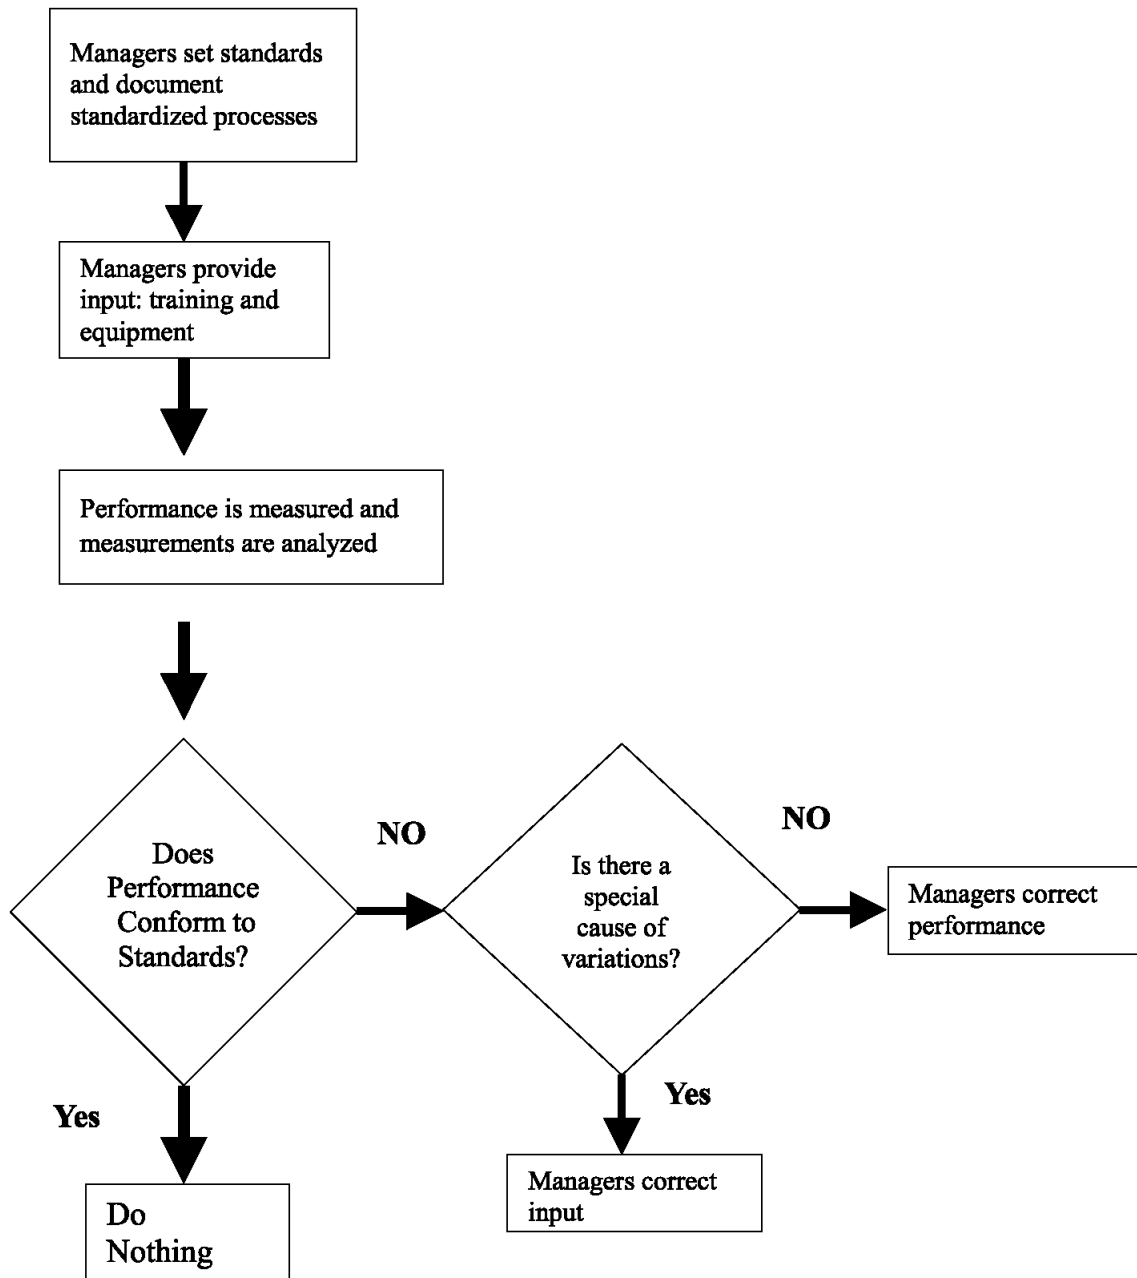 Managers set standards
and document
standardized processes
Managers provide
input: training and
equipment
Performance is measured and
measurements are analyzed
Does
Performance
Conform to
Standards?
NO
Is there a
special
cause of
variations?
NO
Managers correct
performance
Yes
Do
Nothing
Yes
Managers correct
input